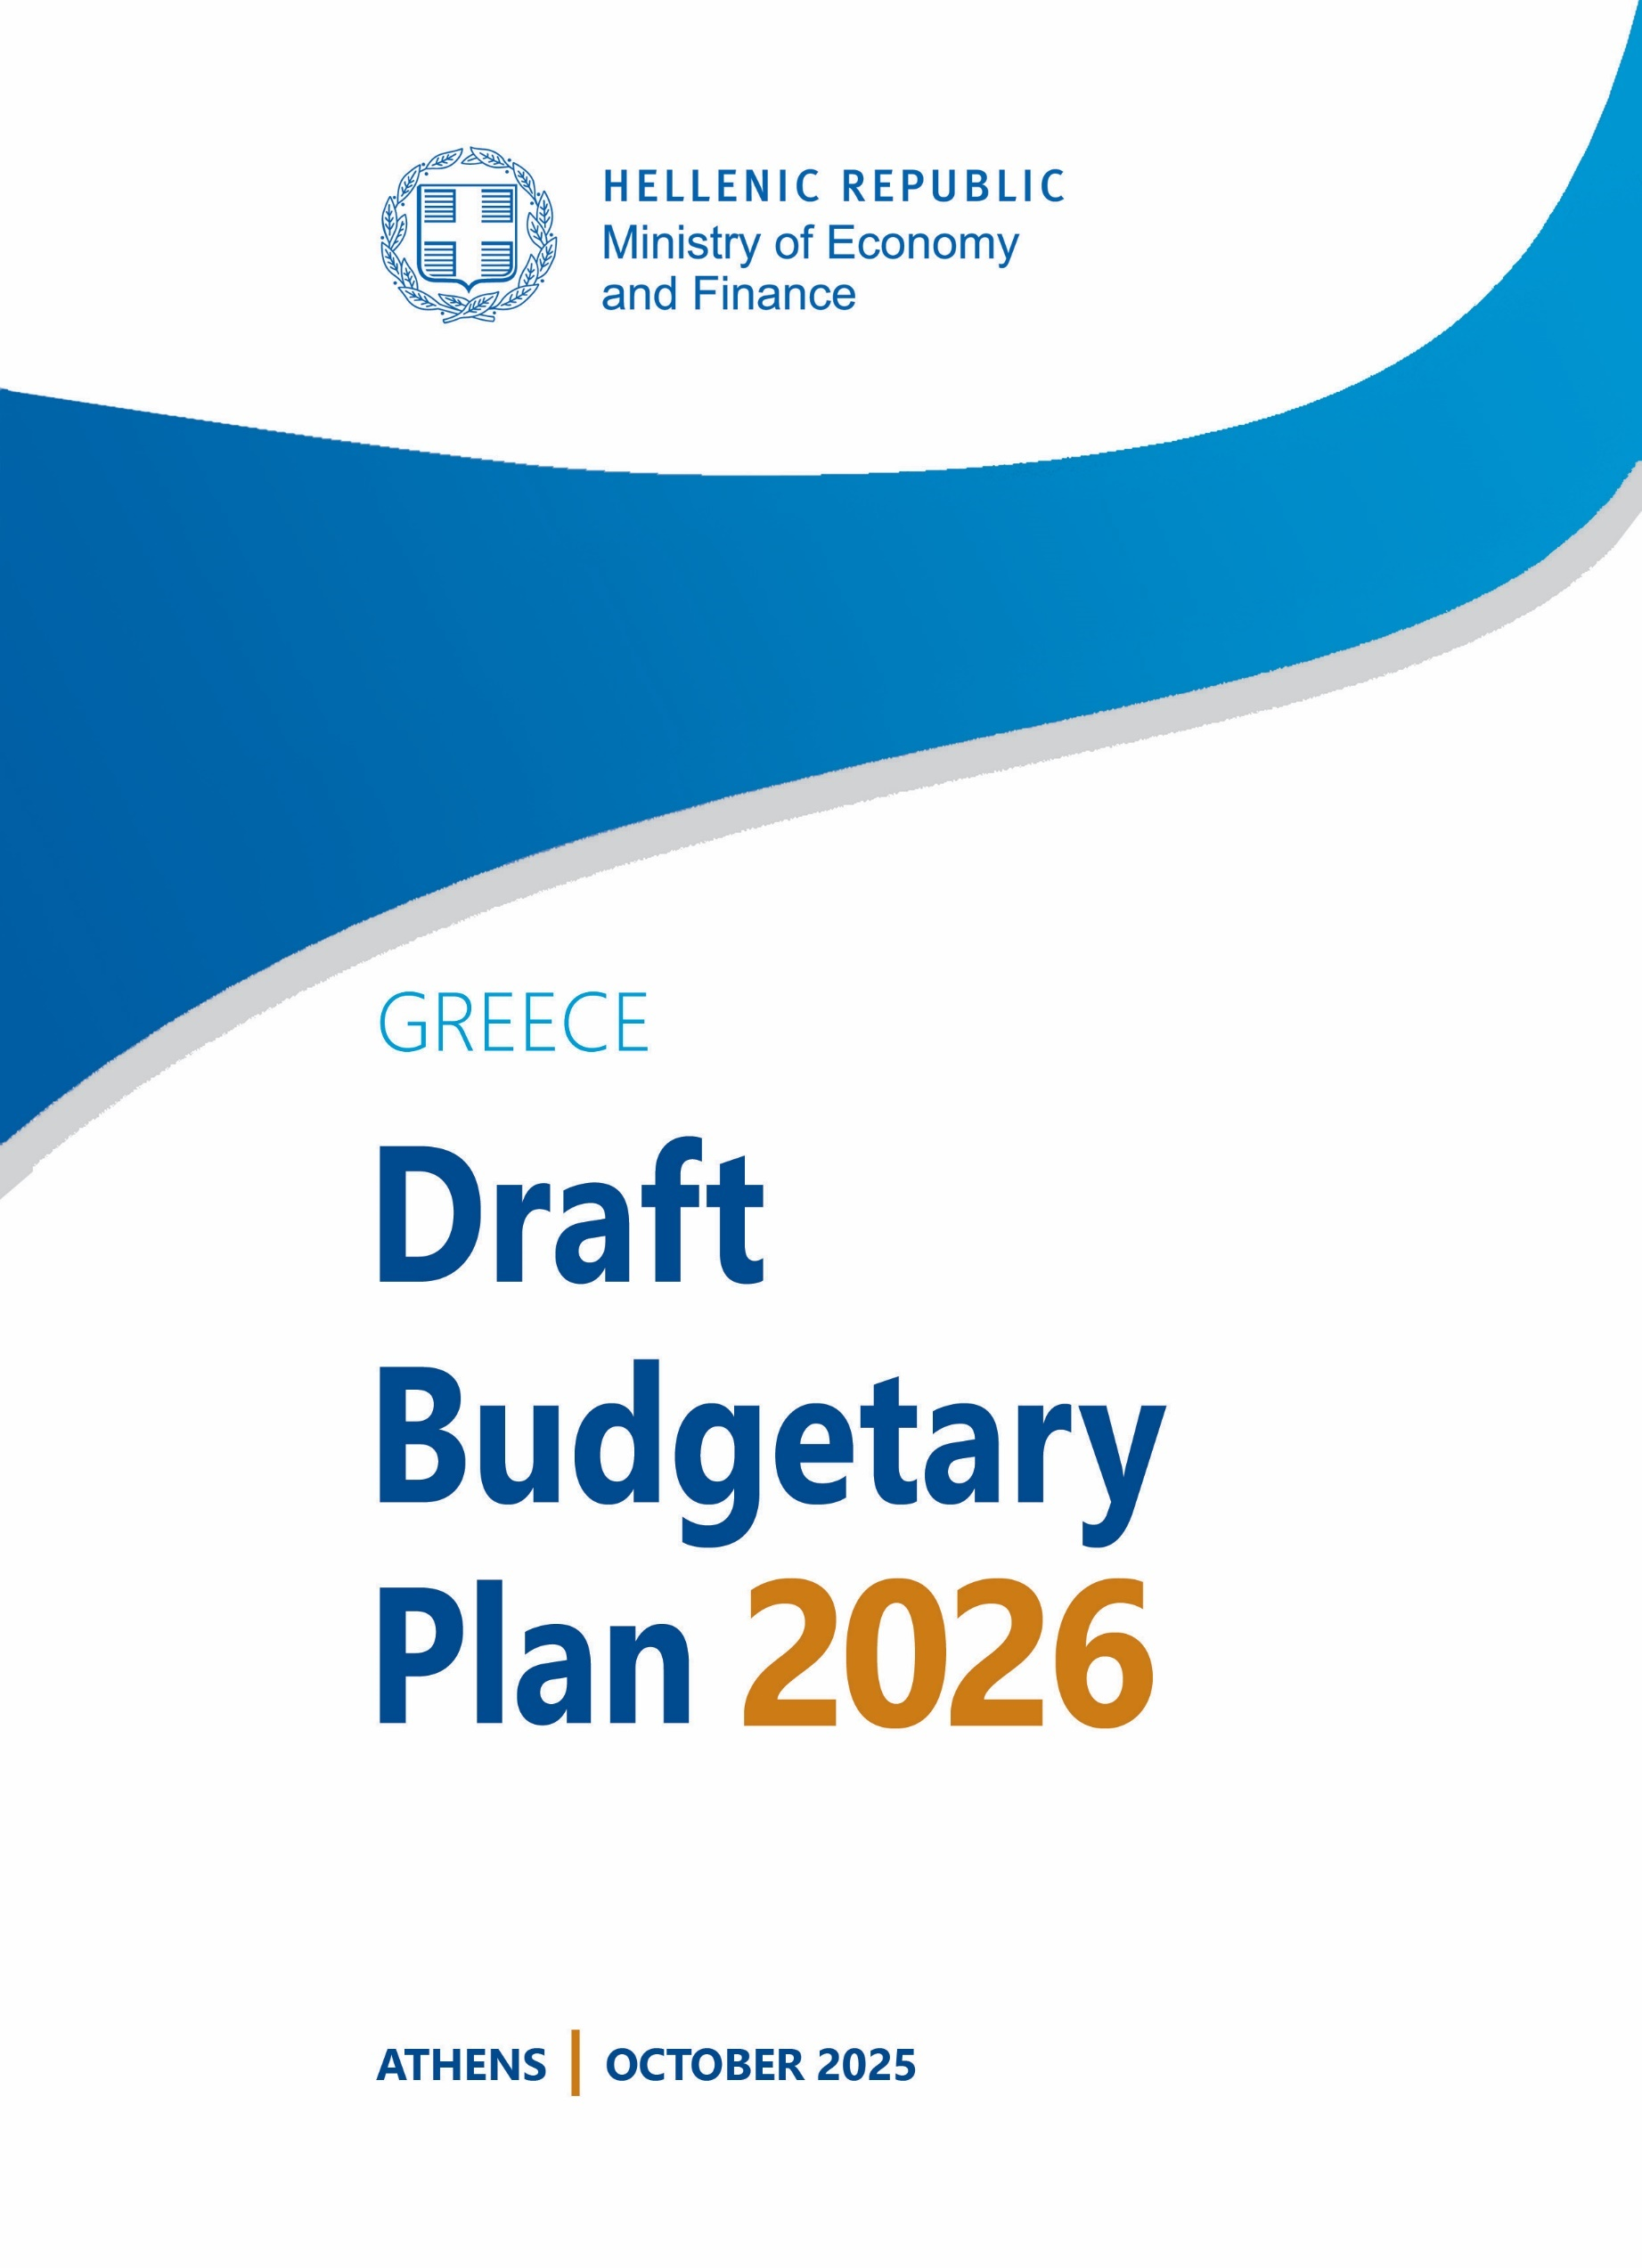 HELLENIC REPUBLIC
Ministry of Economy
and Finance
GREECE
Draft
Budgetary
Plan 2026
ATHENS | OCTOBER 2025